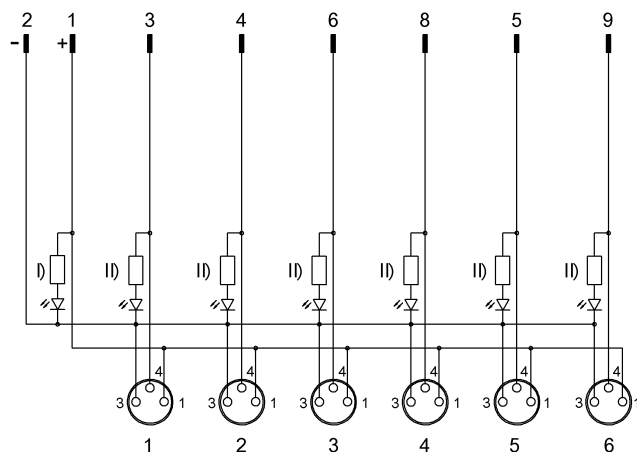 2 1 3 4 6 8 5 9
- +
I) II) II) II) II) II) II)
4 4 4 4 4 4
3 1 3 1 3 1 3 1 3 1 3 1
1 2 3 4 5 6